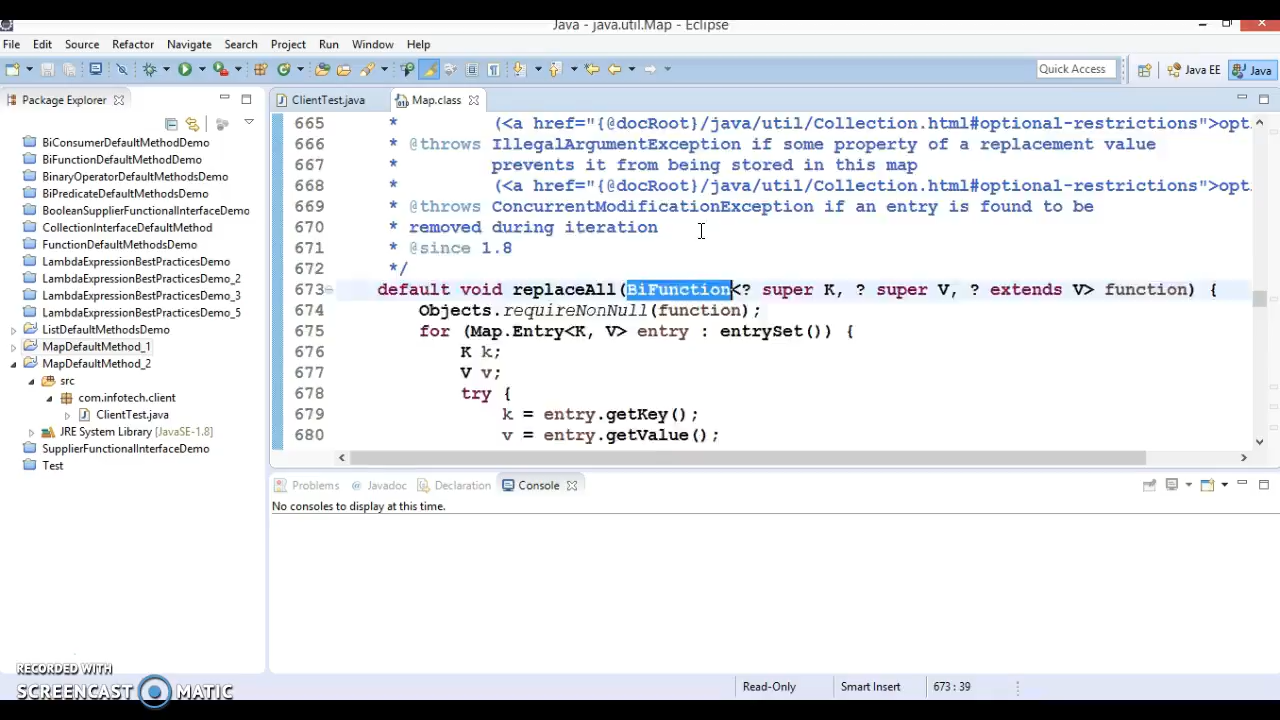 Java - java.util.Map - Eclipse
File Edit Source Refactor Navigate Search Project Run Window Help
Quick Access
Java EE
Java
Package Explorer
ClientTest.java
Map.class
BiConsumerDefaultMethodDemo
BiFunctionDefaultMethodDemo
BinaryOperatorDefaultMethodsDemo
BiPredicateDefaultMethodsDemo
BooleanSupplierFunctionalInterfaceDemo
CollectionInterfaceDefaultMethod
FunctionDefaultMethodsDemo
LambdaExpressionBestPracticesDemo
LambdaExpressionBestPracticesDemo_2
LambdaExpressionBestPracticesDemo_3
LambdaExpressionBestPracticesDemo_5
ListDefaultMethodsDemo
MapDefaultMethod_1
MapDefaultMethod_2
src
com.infotech.client
ClientTest.java
JRE System Library [JavaSE-1.8]
SupplierFunctionalInterfaceDemo
Test
665 * (<a href="{@docRoot}/java/util/Collection.html#optional-restrictions">opt
666 * @throws IllegalArgumentException if some property of a replacement value
667 * prevents it from being stored in this map
668 * (<a href="{@docRoot}/java/util/Collection.html#optional-restrictions">opt
669 * @throws ConcurrentModificationException if an entry is found to be
670 * removed during iteration
671 * @since 1.8
672 */
673 default void replaceAll(BiFunction<? super K, ? super V, ? extends V> function) {
674 Objects.requireNonNull(function);
675 for (Map.Entry<K, V> entry : entrySet()) {
676 K k;
677 V v;
678 try {
679 k = entry.getKey();
680 v = entry.getValue();
Problems @ Javadoc Declaration Console
No consoles to display at this time.
RECORDED WITH
SCREENCAST MATIC
Read-Only
Smart Insert
673 : 39